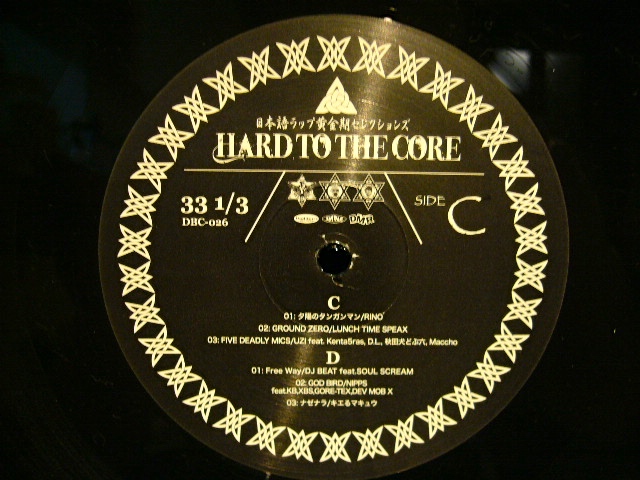 日本語ラップ黄金期セレクションズ
HARD TO THE CORE
33 1/3
DHC-026
SIDE C
C
01: 夕陽のタンガンマン/RINO
02: GROUND ZERO/LUNCH TIME SPEAX
03: FIVE DEADLY MICS/UZI feat. Kenta5ras, D.L, 秋田犬どぶ六, Maccho
D
01: Free Way/DJ BEAT feat.SOUL SCREAM
02: GOD BIRD/NIPPS
feat.KB,XBS,GORE-TEX,DEV MOB X
03: ナゼナラ/キエるマキュウ